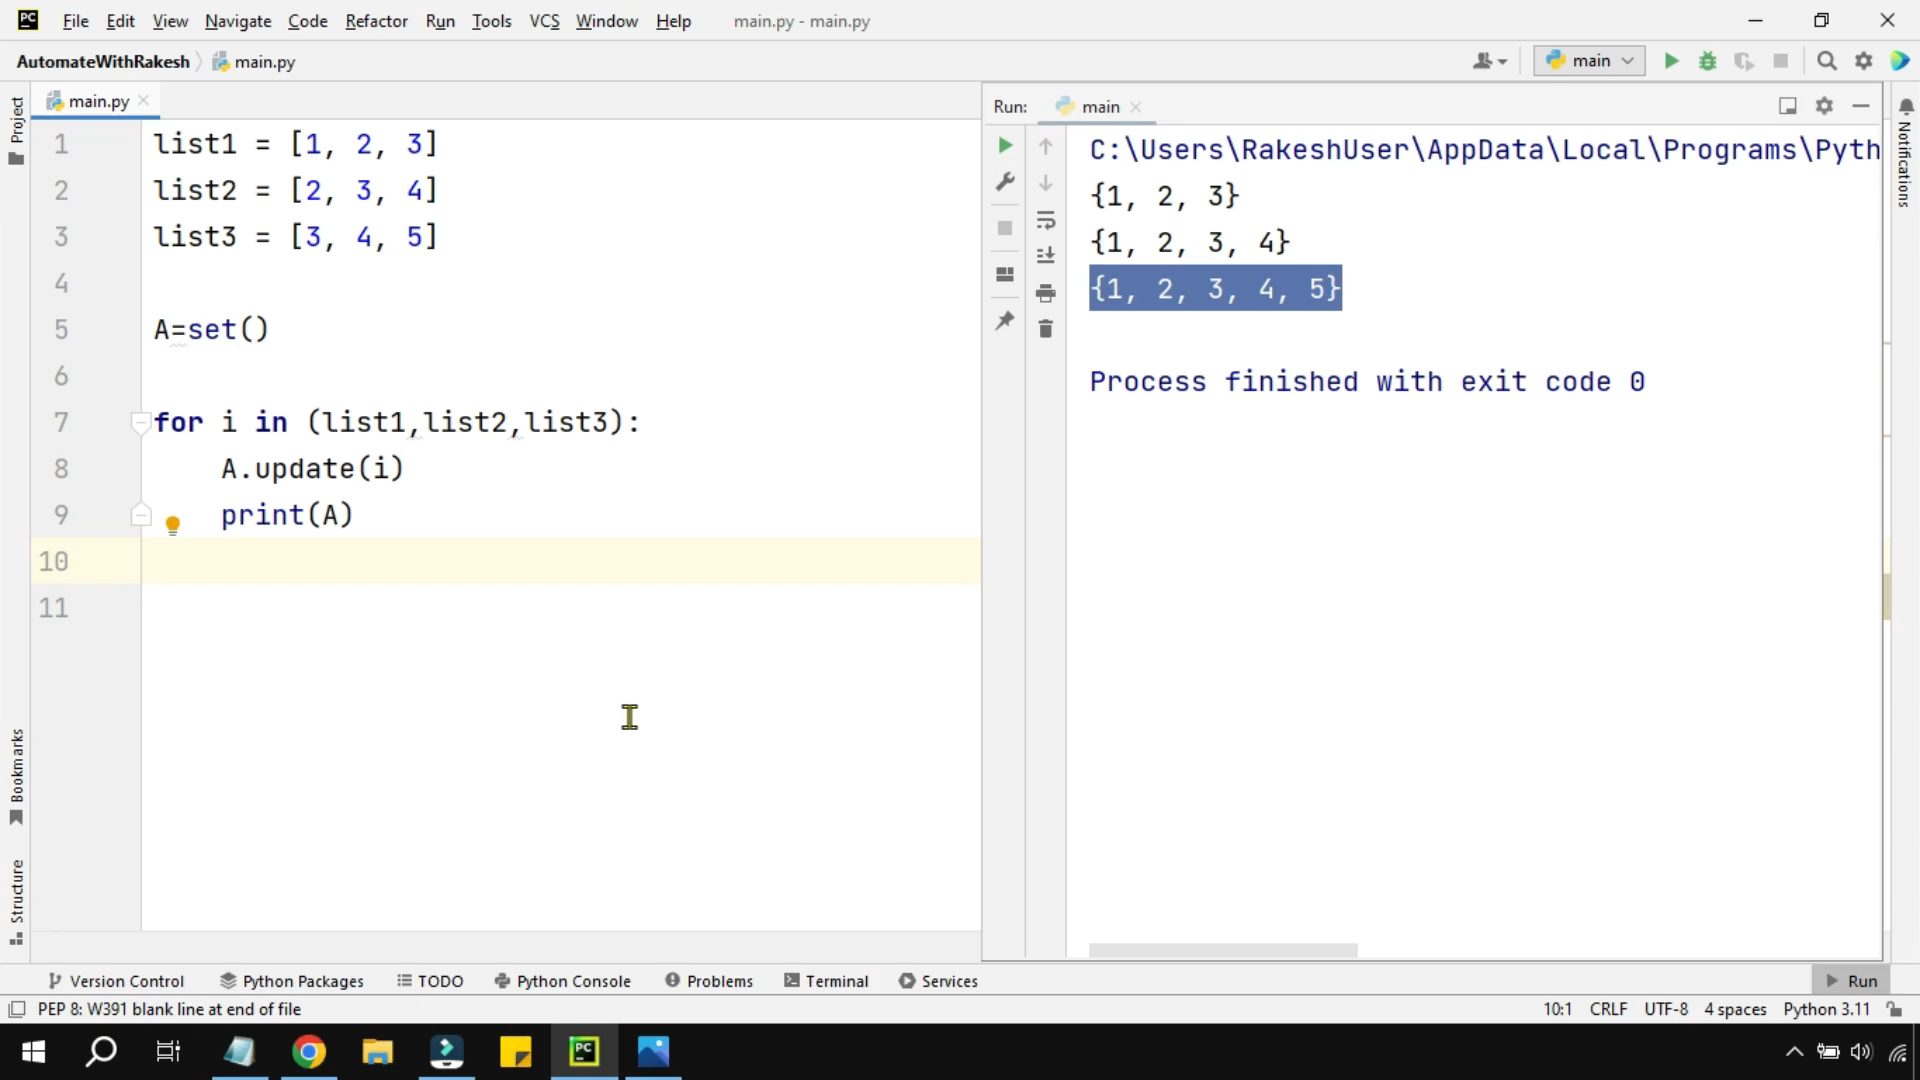 PC File Edit View Navigate Code Refactor Run Tools VCS Window Help main.py - main.py
AutomateWithRakesh main.py main
Project
main.py
1 list1 = [1, 2, 3]
2 list2 = [2, 3, 4]
3 list3 = [3, 4, 5]
4
5 A=set()
6
7 for i in (list1,list2,list3):
8 A.update(i)
9 print(A)
10
11
Run: main
C:\Users\RakeshUser\AppData\Local\Programs\Pyth
{1, 2, 3}
{1, 2, 3, 4}
{1, 2, 3, 4, 5}
Process finished with exit code 0
Notifications
Bookmarks
Structure
Version Control Python Packages TODO Python Console Problems Terminal Services Run
PEP 8: W391 blank line at end of file 10:1 CRLF UTF-8 4 spaces Python 3.11
PC